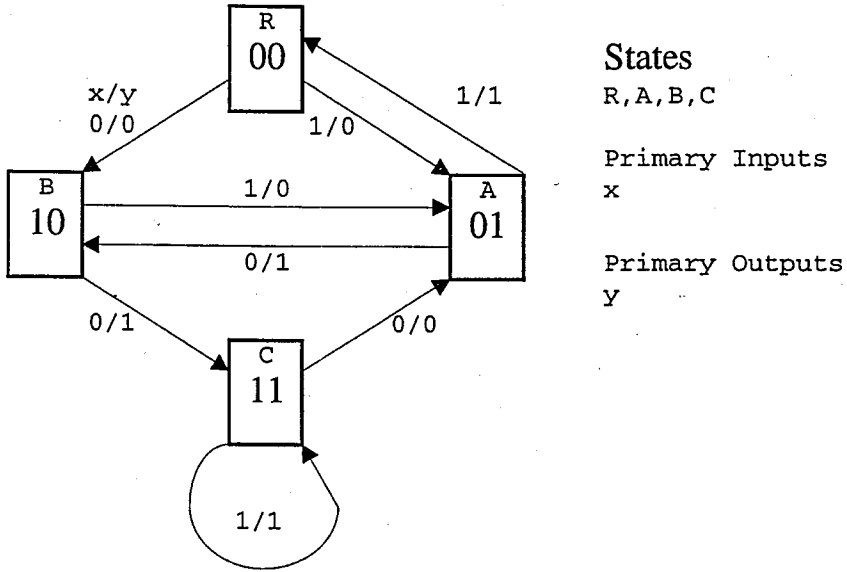 R
00
x/y
0/0
1/0
1/1
B
10
1/0
0/1
A
01
0/1
0/0
C
11
1/1
States
R,A,B,C
Primary Inputs
x
Primary Outputs
y